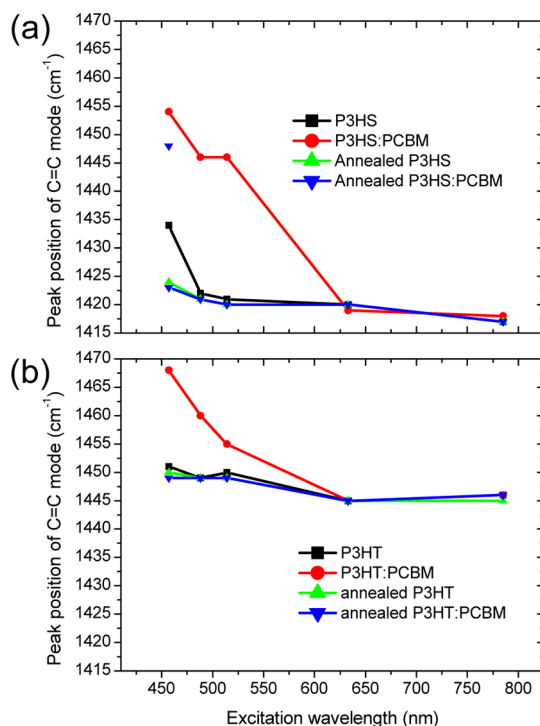 (a)
1470
1465
1460
1455
1450
1445
1435
1430
1425
1420
1415
Peak position of C=C mode (cm-1)
P3HS
P3HS:PCBM
Annealed P3HS
Annealed P3HS:PCBM
(b)
1470
1465
1460
1455
1450
1445
1440
1435
1430
1425
1420
1415
Peak position of C=C mode (cm-1)
P3HT
P3HT:PCBM
annealed P3HT
annealed P3HT:PCBM
450 500 550 600 650 700 750 800
Excitation wavelength (nm)